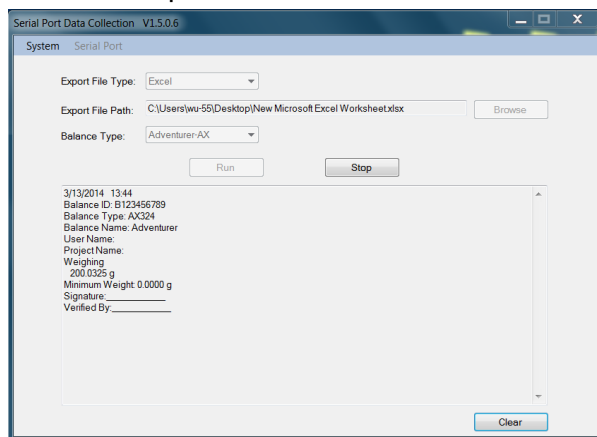 Serial Port Data Collection V1.5.0.6
System Serial Port
Export File Type: Excel
Export File Path: C:\Users\wu-55\Desktop\New Microsoft Excel Worksheet.xlsx Browse
Balance Type: Adventurer-AX
Run Stop
3/13/2014 13:44
Balance ID: B123456789
Balance Type: AX324
Balance Name: Adventurer
User Name:
Project Name:
Weighing
200.0325 g
Minimum Weight: 0.0000 g
Signature:___________
Verified By:___________
Clear